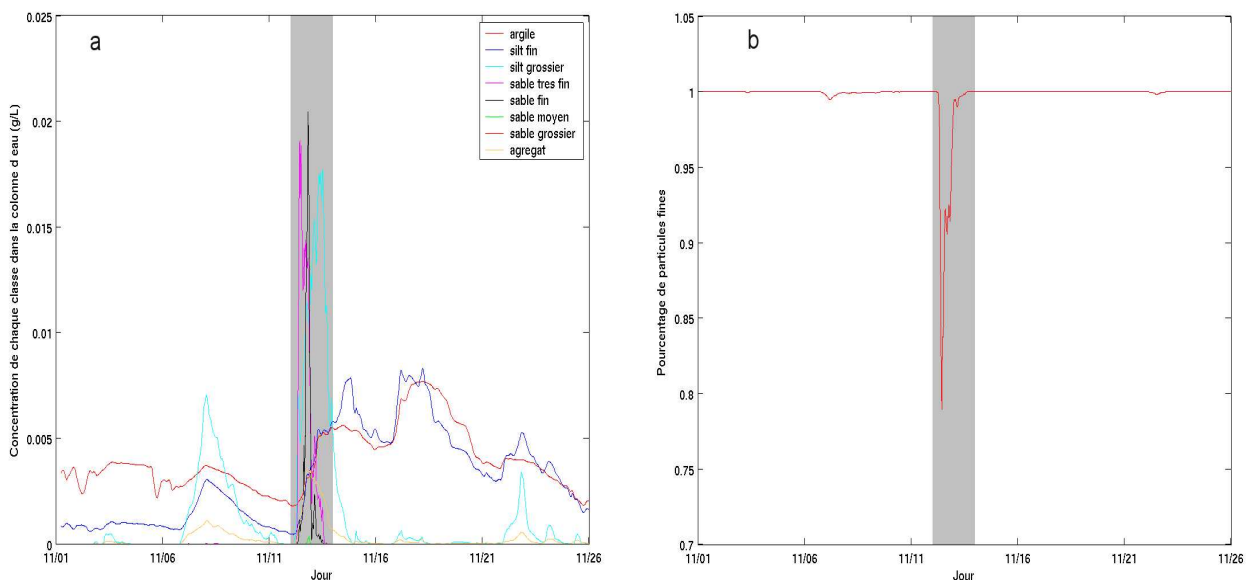 a
Concentration de chaque classe dans la colonne d eau (g/L)
0.025
0.02
0.015
0.01
0.005
0
11/01
11/06
11/11
11/16
11/21
11/26
Jour
argile
silt fin
silt grossier
sable tres fin
sable fin
sable moyen
sable grossier
agregat
b
Pourcentage de particules fines
1.05
1
0.95
0.9
0.85
0.8
0.75
0.7
11/01
11/06
11/11
11/16
11/21
11/26
Jour